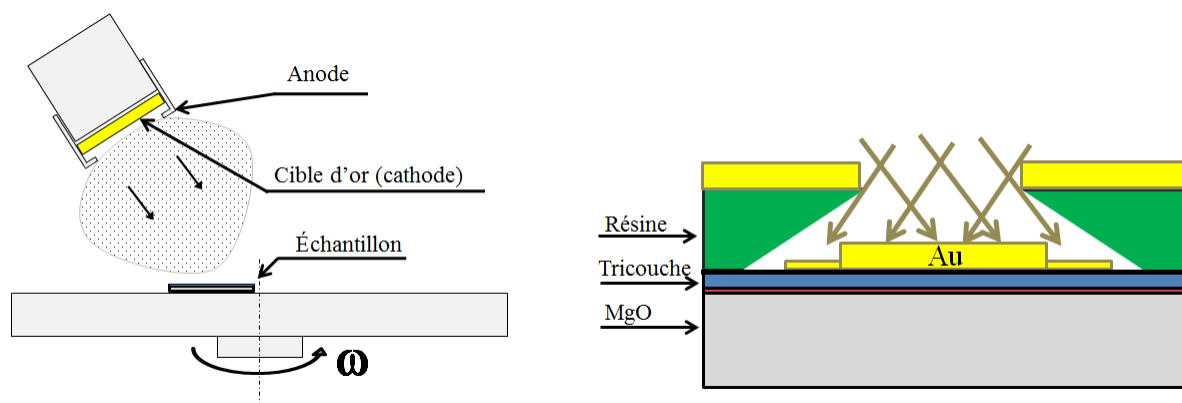 Anode
Cible d'or (cathode)
Échantillon
ω
Résine
Tricouche
MgO
Au